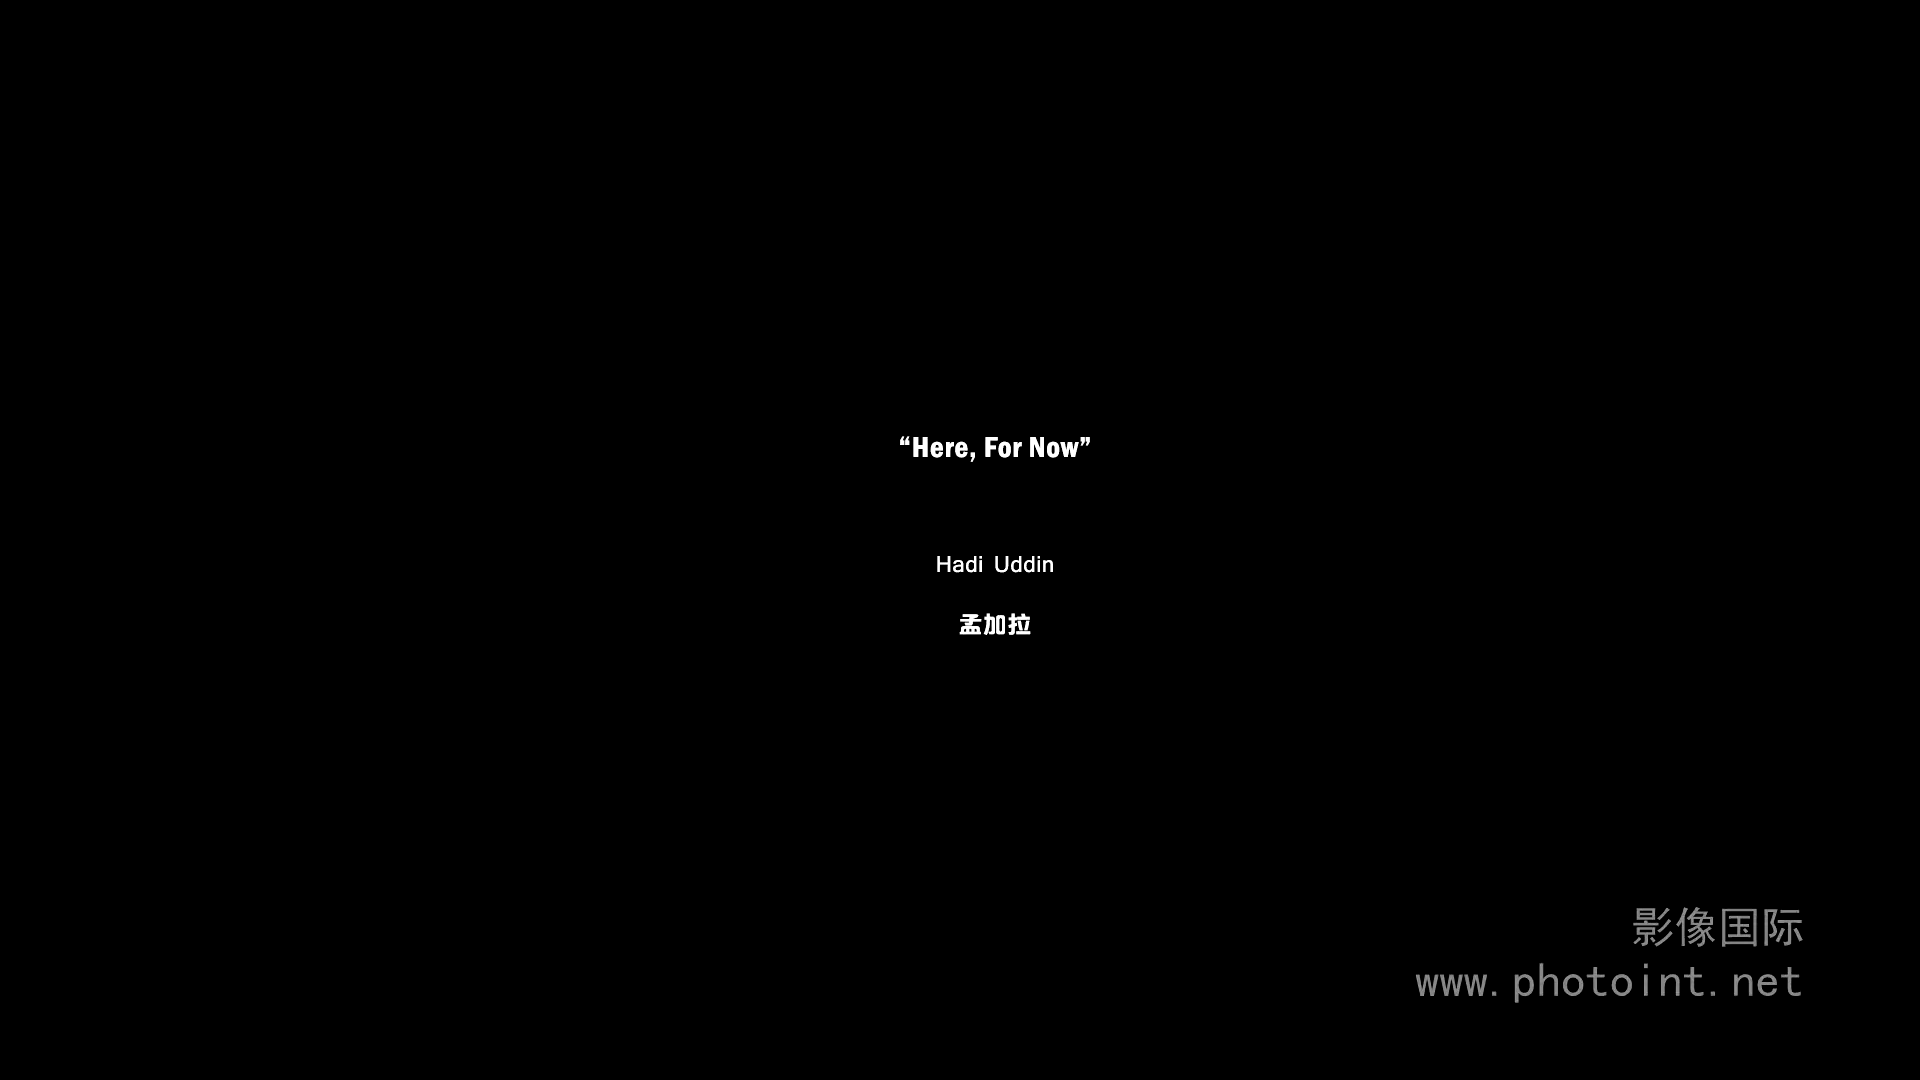 “Here, For Now”
Hadi Uddin
孟加拉
影像国际
www.photoint.net